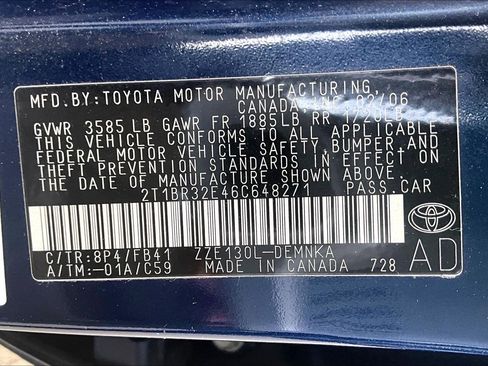 MFD.BY:TOYOTA MOTOR MANUFACTURING,
CANADA, INC. 02/06
GVWR 3585 LB GAWR FR 1885LB RR
THIS VEHICLE CONFORMS TO ALL APPLICABLE
FEDERAL MOTOR VEHICLE SAFETY, BUMPER,AND
THEFT PREVENTION STANDARDS IN EFFECT ON
THE DATE OF MANUFACTURE SHOWN ABOVE.
2T1BR32E46C648271 PASS.CAR
C/TR:8P4/FB41 ZZE130L-DEMNKA
A/TM:-01A/C59 MADE IN CANADA 728
TOYOTA
AD